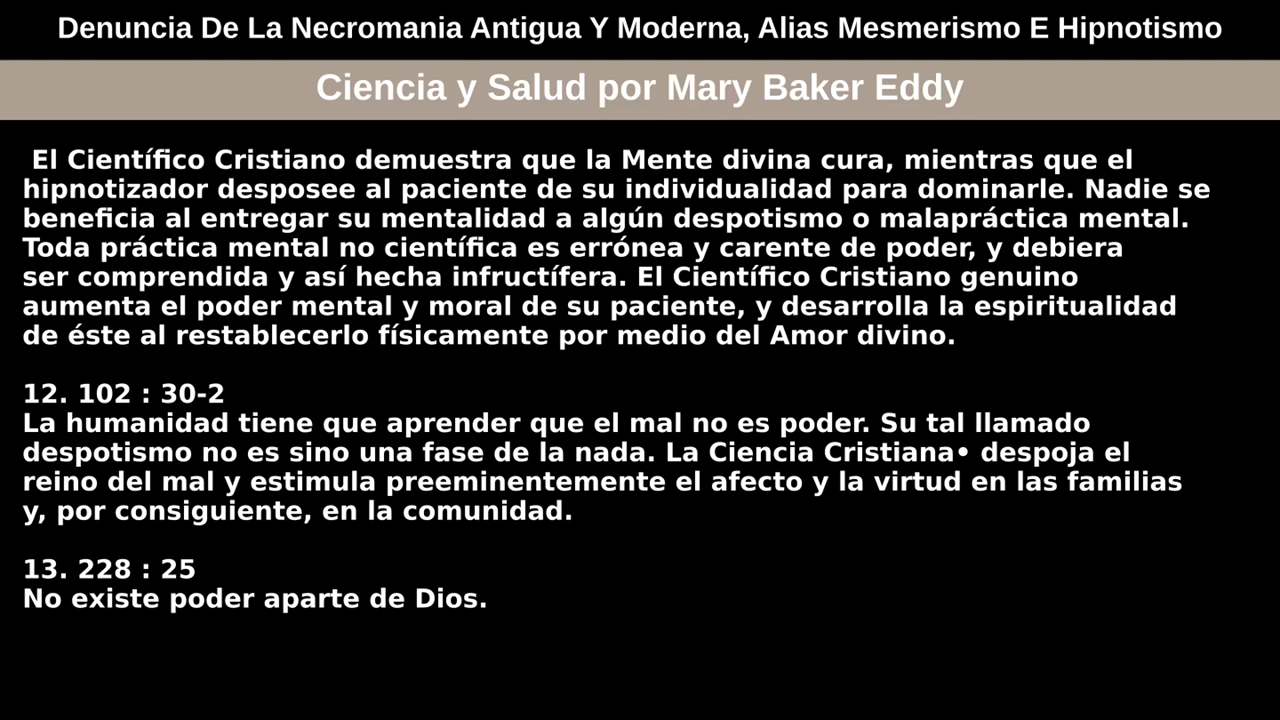 Denuncia De La Necromania Antigua Y Moderna, Alias Mesmerismo E Hipnotismo
Ciencia y Salud por Mary Baker Eddy
El Científico Cristiano demuestra que la Mente divina cura, mientras que el
hipnotizador desposee al paciente de su individualidad para dominarle. Nadie se
beneficia al entregar su mentalidad a algún despotismo o malapráctica mental.
Toda práctica mental no científica es errónea y carente de poder, y debiera
ser comprendida y así hecha infructífera. El Científico Cristiano genuino
aumenta el poder mental y moral de su paciente, y desarrolla la espiritualidad
de éste al restablecerlo físicamente por medio del Amor divino.
12. 102 : 30-2
La humanidad tiene que aprender que el mal no es poder. Su tal llamado
despotismo no es sino una fase de la nada. La Ciencia Cristiana• despoja el
reino del mal y estimula preeminentemente el afecto y la virtud en las familias
y, por consiguiente, en la comunidad.
13. 228 : 25
No existe poder aparte de Dios.